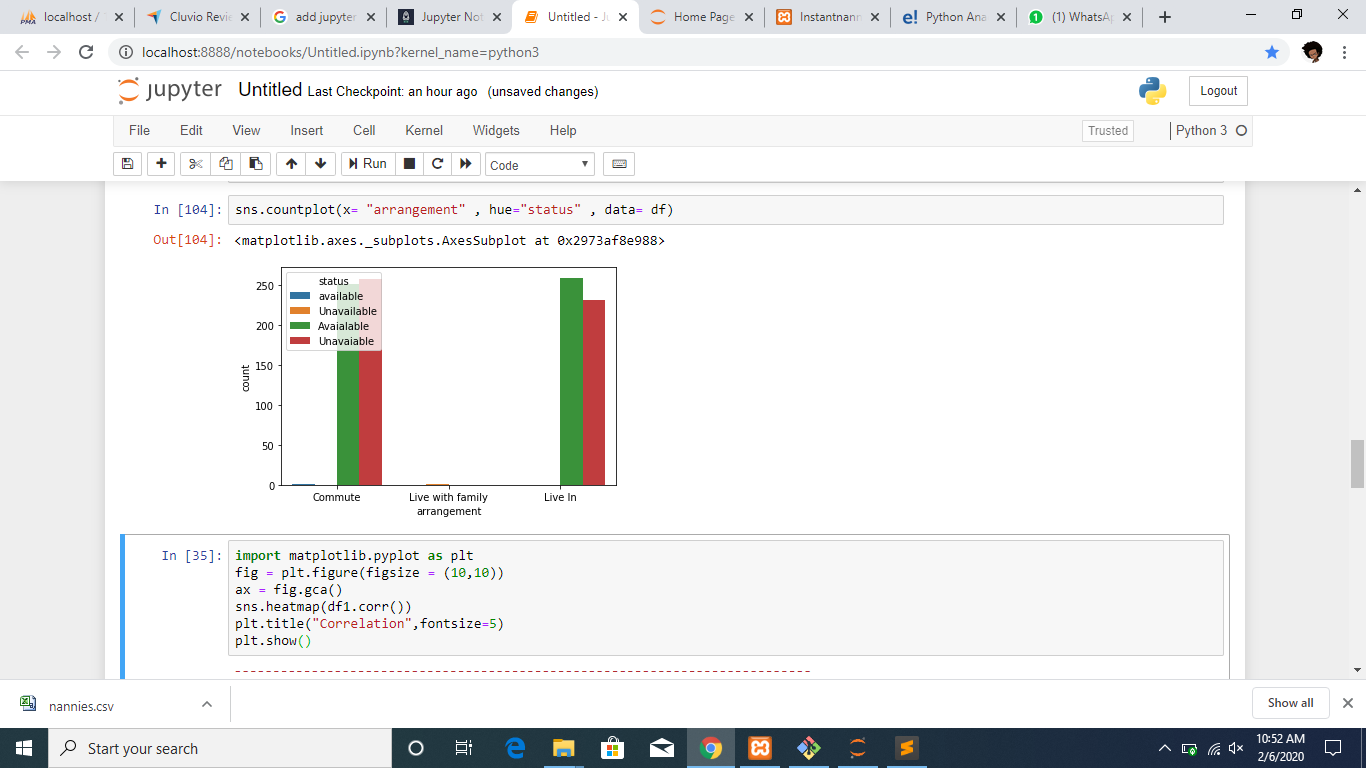 localhost / Cluvio Revie add jupyter Jupyter Not Untitled - Ju Home Page Instantnann Python Ana (1) WhatsAp
localhost:8888/notebooks/Untitled.ipynb?kernel_name=python3
jupyter Untitled Last Checkpoint: an hour ago (unsaved changes) Logout
File Edit View Insert Cell Kernel Widgets Help Trusted Python 3
Run Code
In [104]: sns.countplot(x= "arrangement" , hue="status" , data= df)
Out[104]: <matplotlib.axes._subplots.AxesSubplot at 0x2973af8e988>
status
available
Unavailable
Avaialable
Unavaiable
250
200
150
100
50
0
count
Commute Live with family Live In
arrangement
In [35]: import matplotlib.pyplot as plt
fig = plt.figure(figsize = (10,10))
ax = fig.gca()
sns.heatmap(df1.corr())
plt.title("Correlation",fontsize=5)
plt.show()
---------------------------------------------------------------------------
nannies.csv Show all
Start your search
10:52 AM
2/6/2020